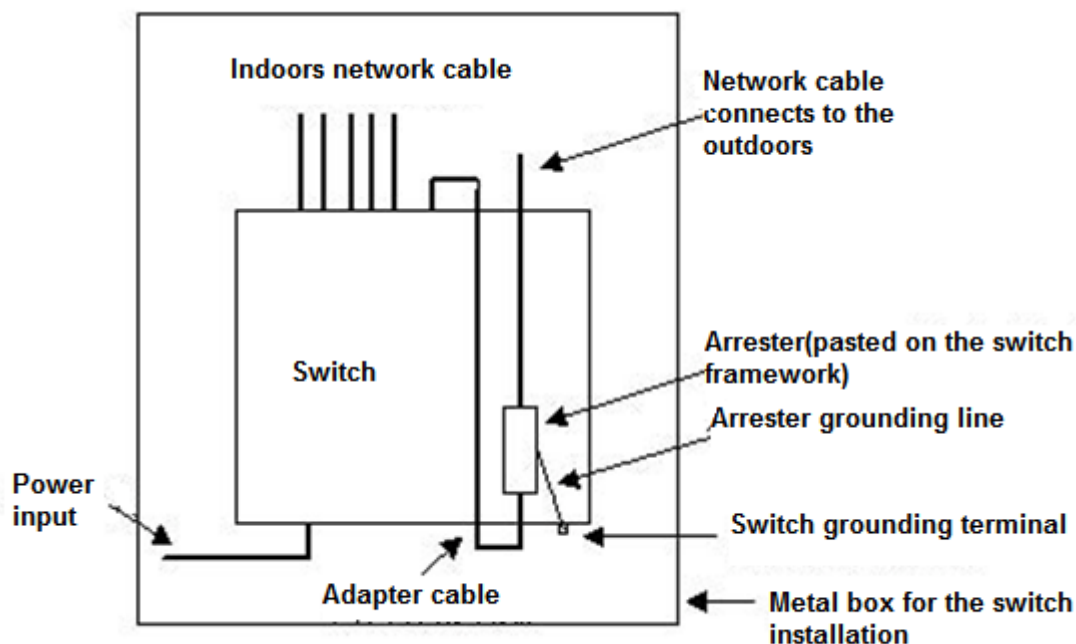 Indoors network cable
Network cable
connects to the
outdoors
Switch
Arrester(pasted on the switch
framework)
Arrester grounding line
Power
input
Switch grounding terminal
Adapter cable
Metal box for the switch
installation